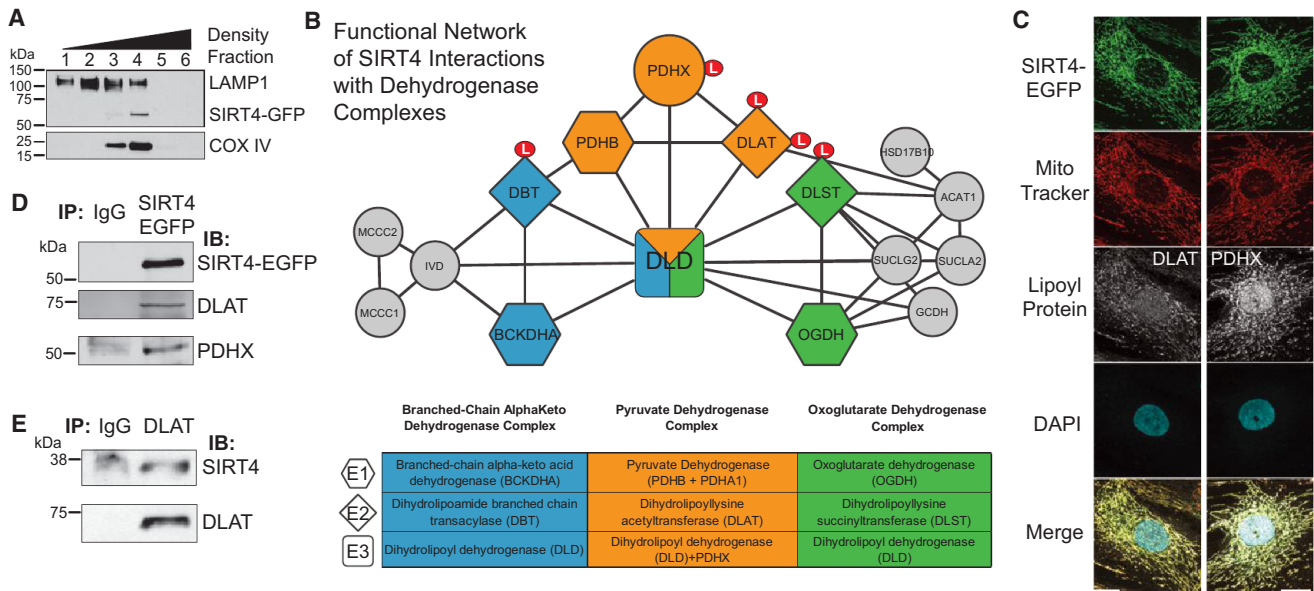 A
Density
Fraction
kDa
1 2 3 4 5 6
150
100
75
50
25
15
LAMP1
SIRT4-GFP
COX IV
B
Functional Network
of SIRT4 Interactions
with Dehydrogenase
Complexes
PDHX
L
PDHB
DLAT
L
L
DBT
L
DLST
L
HSD17B10
ACAT1
MCCC2
IVD
MCCC1
DLD
SUCLG2
SUCLA2
GCDH
BCKDHA
OGDH
Branched-Chain AlphaKeto
Dehydrogenase Complex
Pyruvate Dehydrogenase
Complex
Oxoglutarate Dehydrogenase
Complex
E1
Branched-chain alpha-keto acid
dehydrogenase (BCKDHA)
Pyruvate Dehydrogenase
(PDHB + PDHA1)
Oxoglutarate dehydrogenase
(OGDH)
E2
Dihydrolipoamide branched chain
transacylase (DBT)
Dihydrolipoyllysine
acetyltransferase (DLAT)
Dihydrolipoyllysine
succinyltransferase (DLST)
E3
Dihydrolipoyl dehydrogenase (DLD)
Dihydrolipoyl dehydrogenase
(DLD)+PDHX
Dihydrolipoyl dehydrogenase
(DLD)
C
SIRT4-
EGFP
Mito
Tracker
Lipoyl
Protein
DLAT
PDHX
DAPI
Merge
D
IP: IgG SIRT4
EGFP
IB:
kDa
50
SIRT4-EGFP
75
DLAT
50
PDHX
E
IP: IgG DLAT
IB:
kDa
38
SIRT4
75
DLAT